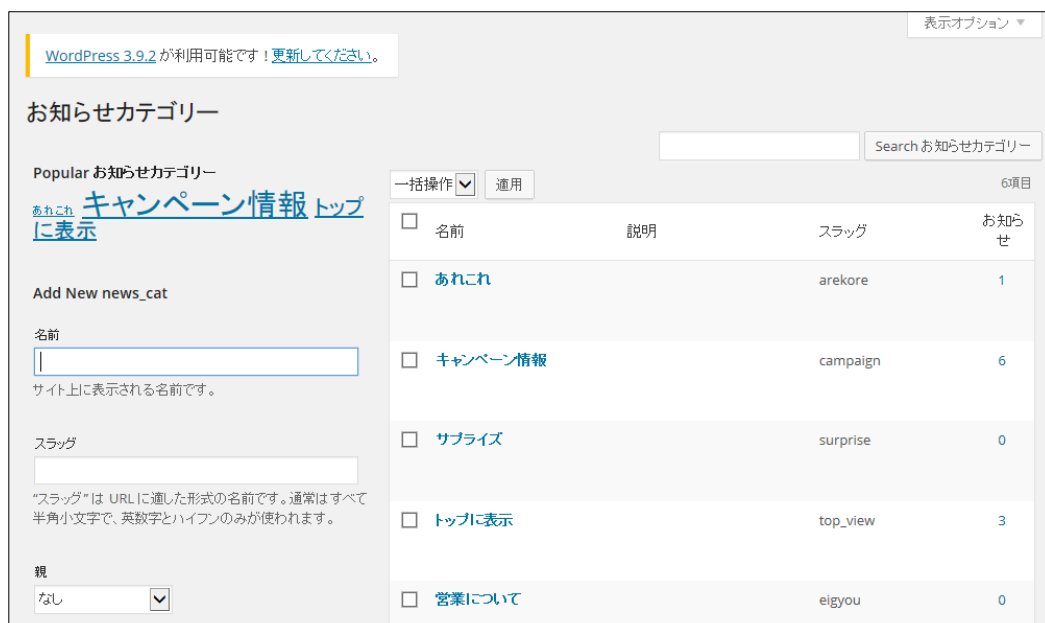 表示オプション ▼
WordPress 3.9.2 が利用可能です ! 更新してください。
お知らせカテゴリー
Search お知らせカテゴリー
Popular お知らせカテゴリー
あれこれ キャンペーン情報 トップ
に表示
Add New news_cat
名前
サイト上に表示される名前です。
スラッグ
“スラッグ” は URL に適した形式の名前です。通常はすべて
半角小文字で、英数字とハイフンのみが使われます。
親
なし
一括操作 適用 6項目
名前 説明 スラッグ お知ら
せ
あれこれ arekore 1
キャンペーン情報 campaign 6
サプライズ surprise 0
トップに表示 top_view 3
営業について eigyou 0